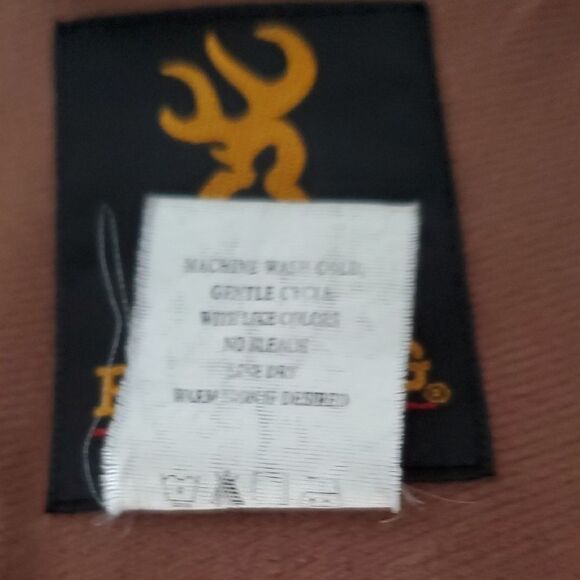 MACHINE WASH COLD,
GENTLE CYCLE
WITH LIKE COLORS
NO BLEACH
LINE DRY
WARM IRON IF DESIRED
B G®